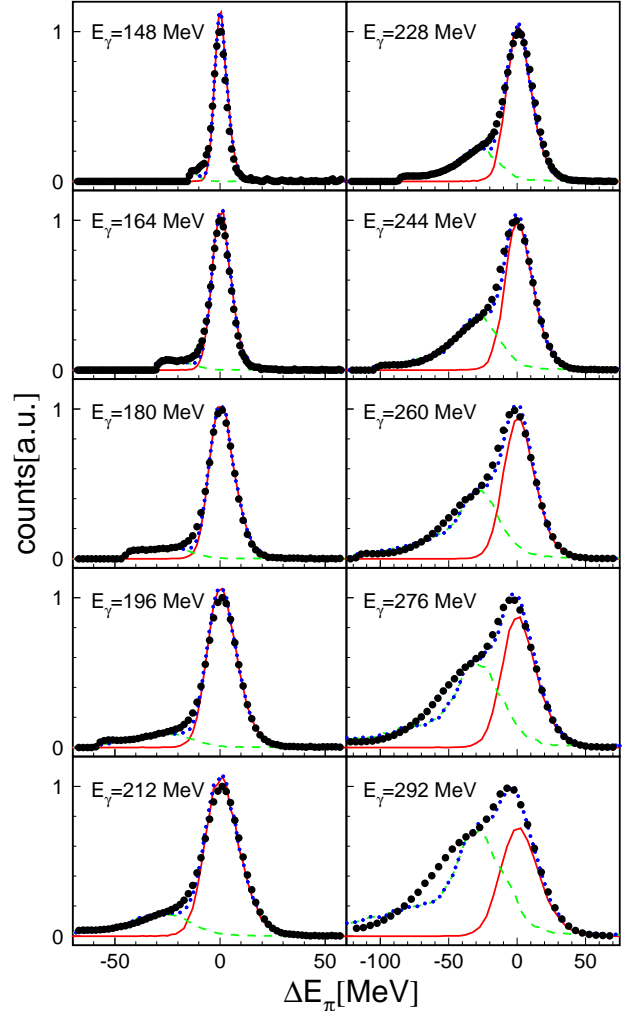 E_γ=148 MeV
E_γ=228 MeV
1
0
E_γ=164 MeV
E_γ=244 MeV
1
0
E_γ=180 MeV
E_γ=260 MeV
1
0
E_γ=196 MeV
E_γ=276 MeV
1
0
E_γ=212 MeV
E_γ=292 MeV
1
0
counts[a.u.]
-50 0 50 -100 -50 0 50
ΔE_π[MeV]